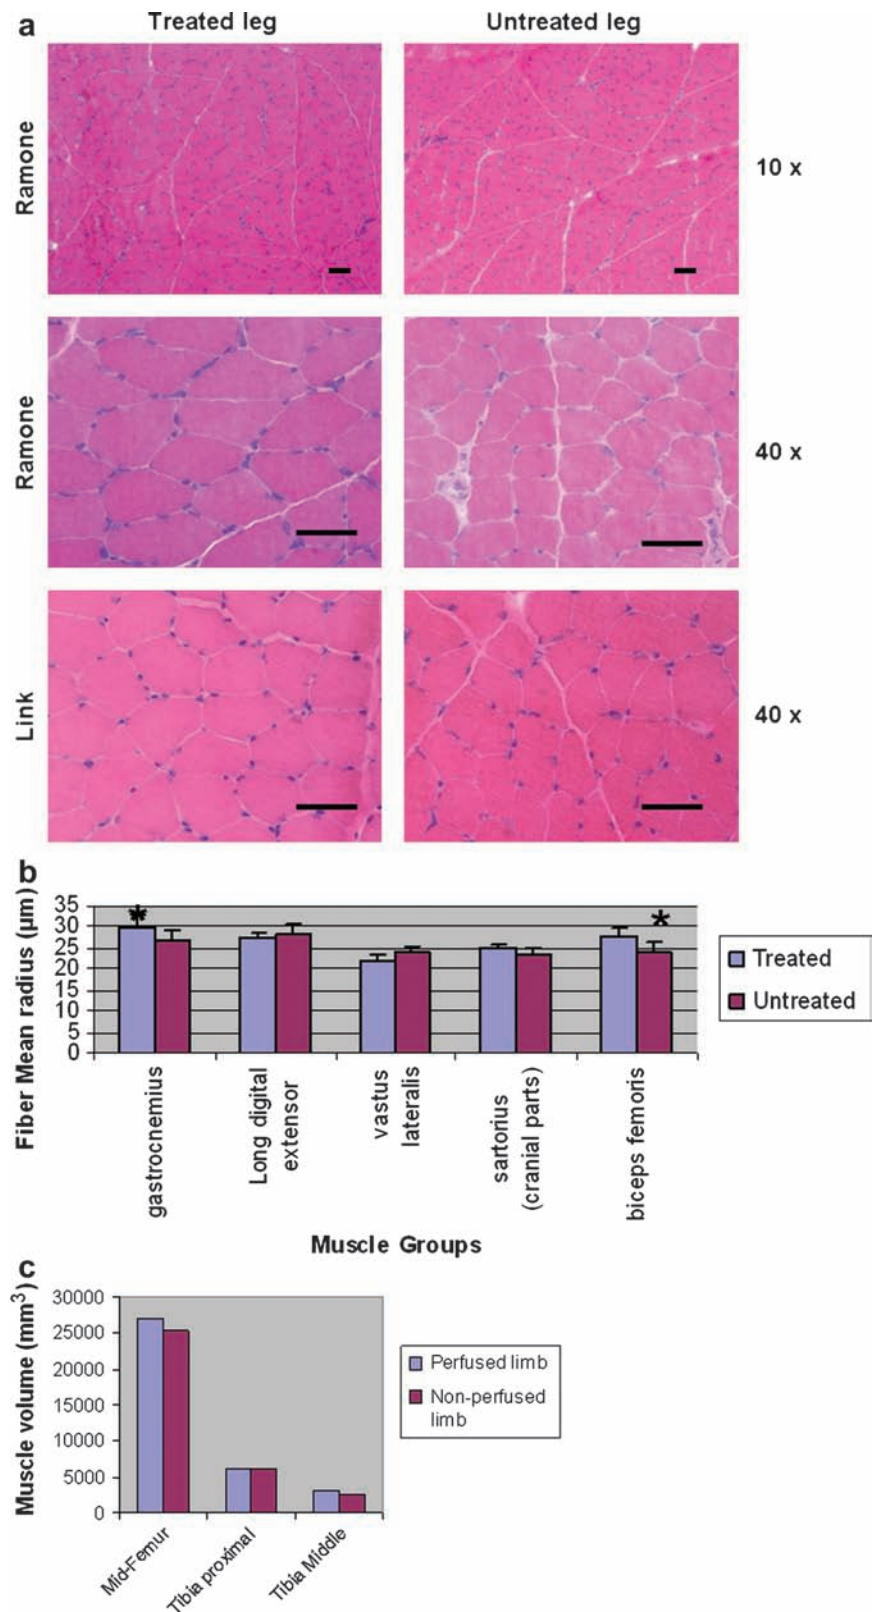 a
Treated leg
Untreated leg
Ramone
10 x
Ramone
40 x
Link
40 x
b
Fiber Mean radius (µm)
35
30
25
20
15
10
5
0
*
*
gastrocnemius
Long digital
extensor
vastus
lateralis
sartorius
(cranial parts)
biceps femoris
Muscle Groups
Treated
Untreated
c
Muscle volume (mm³)
30000
25000
20000
15000
10000
5000
0
Mid-Femur
Tibia proximal
Tibia Middle
Perfused limb
Non-perfused
limb